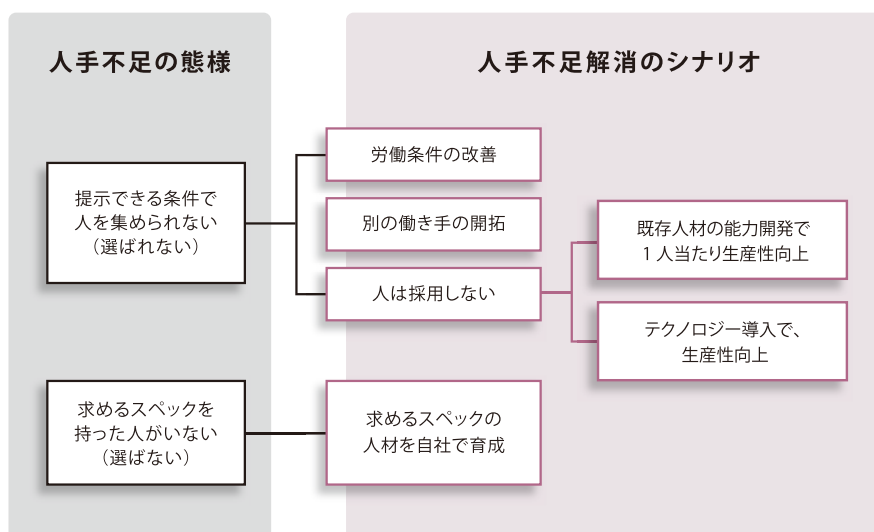 人手不足の態様
人手不足解消のシナリオ
提示できる条件で
人を集められない
（選ばれない）
労働条件の改善
別の働き手の開拓
人は採用しない
既存人材の能力開発で
1人当たり生産性向上
テクノロジー導入で、
生産性向上
求めるスペックを
持った人がいない
（選ばない）
求めるスペックの
人材を自社で育成